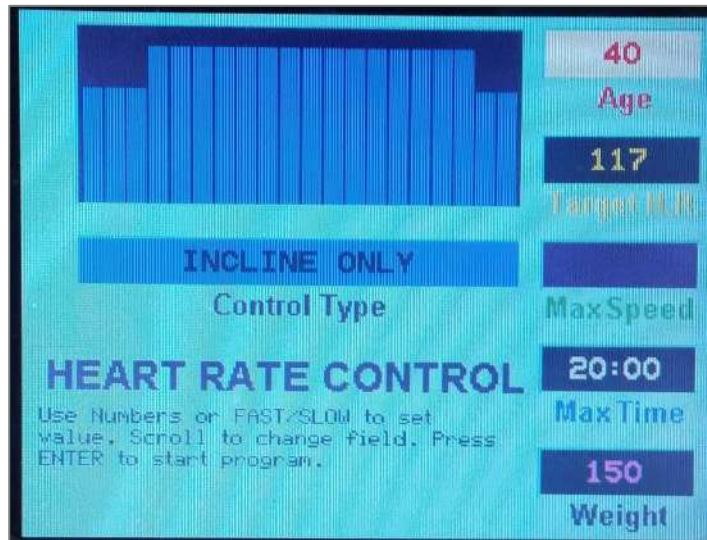 40
Age
117
Target H.R.
INCLINE ONLY
Control Type
MaxSpeed
HEART RATE CONTROL
20:00
MaxTime
Use Numbers or FAST/SLOW to set
value. Scroll to change field. Press
ENTER to start program.
150
Weight